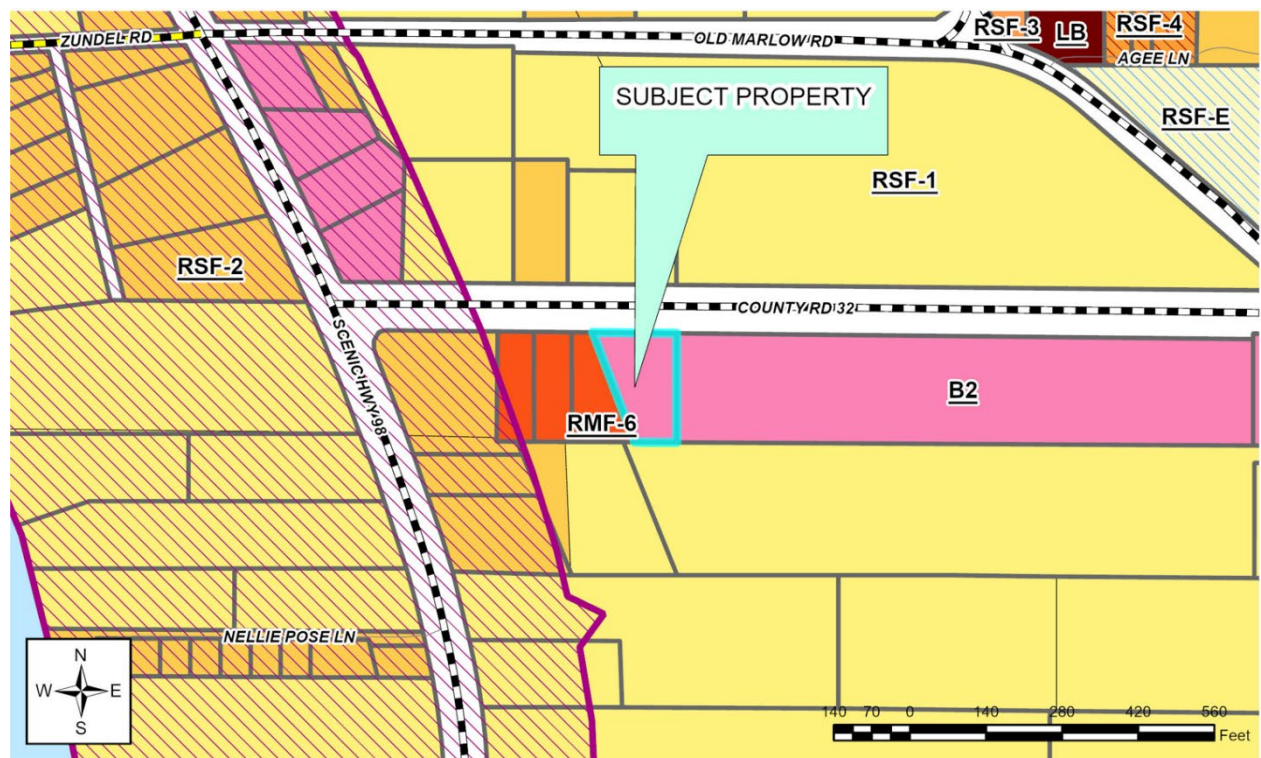 ZUNDEL RD
OLD MARLOW RD
RSF-3
LB
RSF-4
AGEE LN
SUBJECT PROPERTY
RSF-E
RSF-1
RSF-2
COUNTY RD 32
SCENIC HWY 98
B2
RMF-6
NELLIE POSE LN
N
W E
S
140 70 0 140 280 420 560
Feet